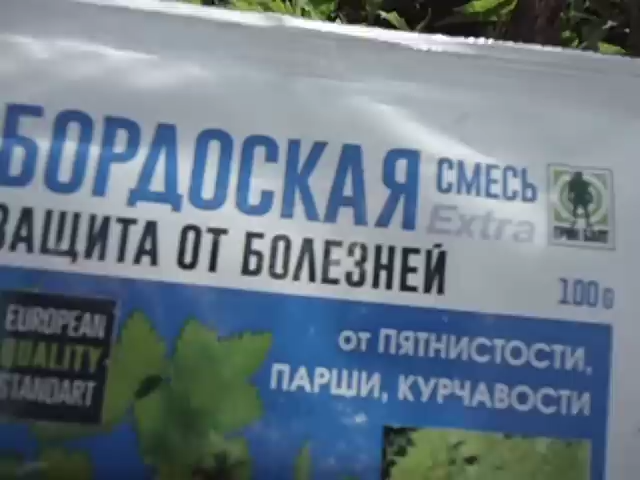 БОРДОСКАЯ СМЕСЬ
Extra
ЗАЩИТА ОТ БОЛЕЗНЕЙ
100 g
EUROPEAN
QUALITY
STANDART
от ПЯТНИСТОСТИ,
ПАРШИ, КУРЧАВОСТИ